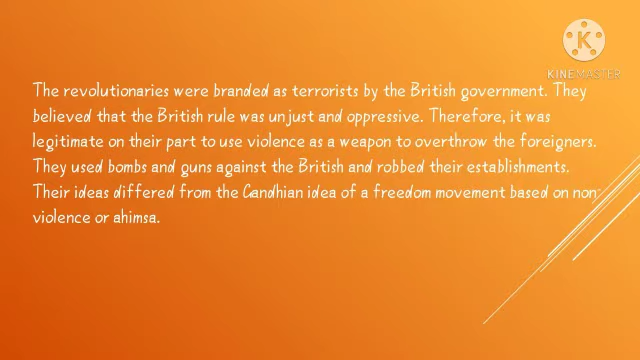 KINEMASTER
The revolutionaries were branded as terrorists by the British government. They
believed that the British rule was unjust and oppressive. Therefore, it was
legitimate on their part to use violence as a weapon to overthrow the foreigners.
They used bombs and guns against the British and robbed their establishments.
Their ideas differed from the Gandhian idea of a freedom movement based on non-
violence or ahimsa.